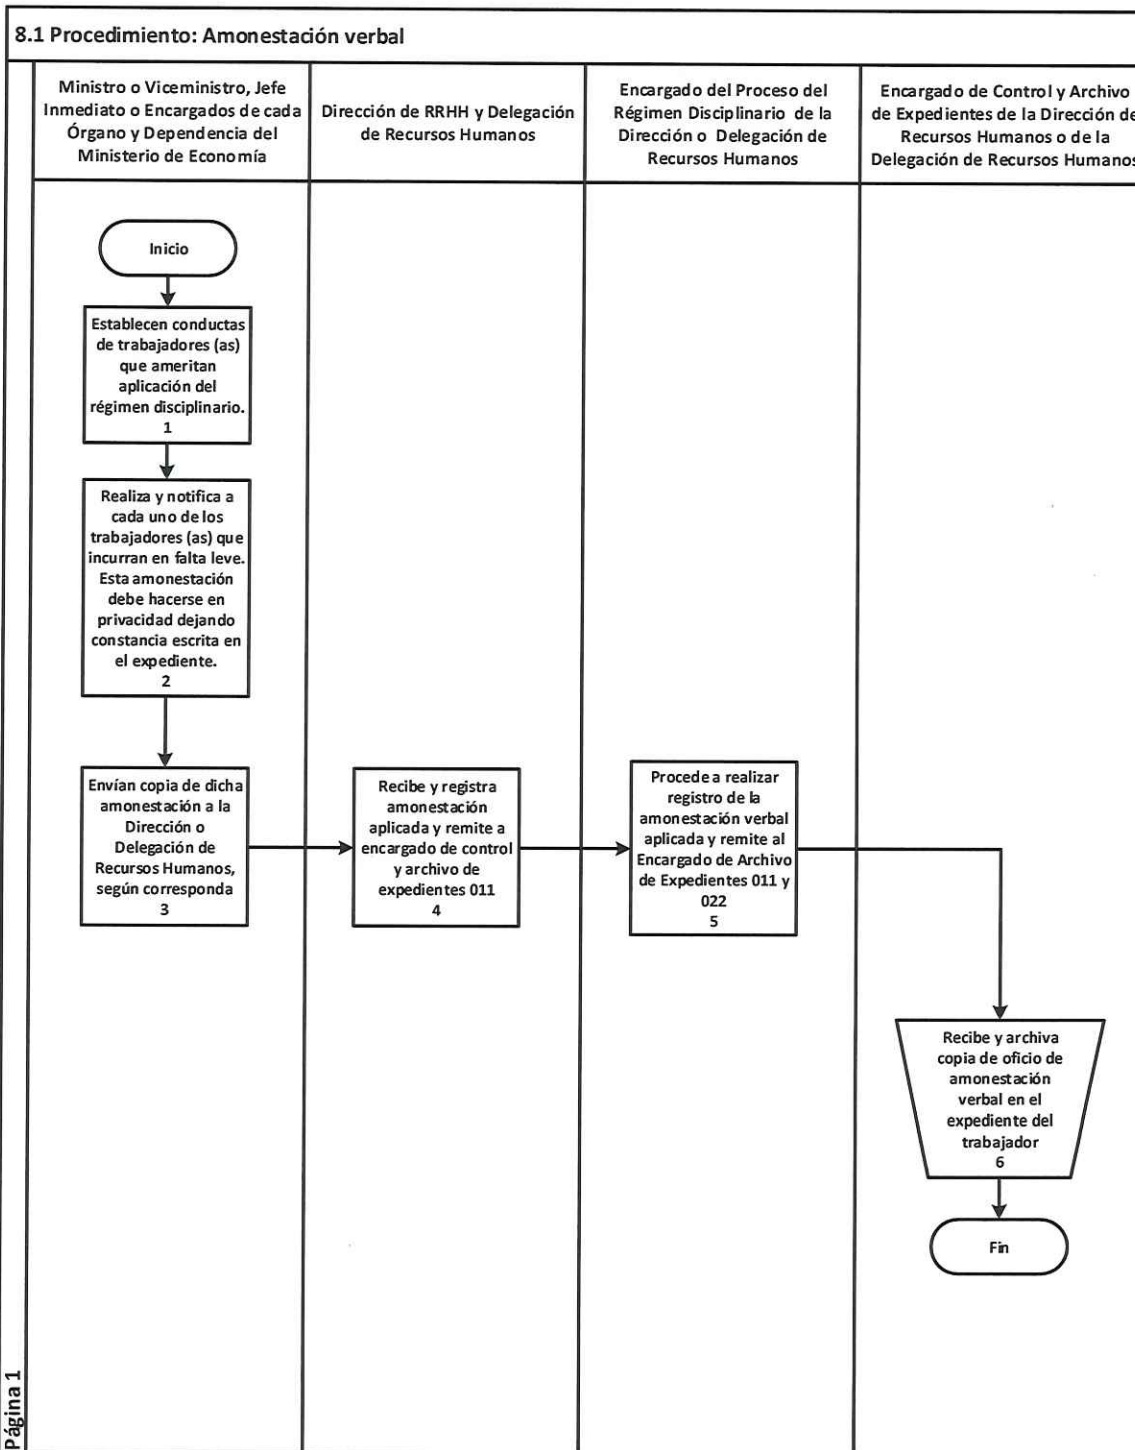 8.1 Procedimiento: Amonestación verbal
Ministro o Viceministro, Jefe
Inmediato o Encargados de cada
Órgano y Dependencia del
Ministerio de Economía
Dirección de RRHH y Delegación
de Recursos Humanos
Encargado del Proceso del
Régimen Disciplinario de la
Dirección o Delegación de
Recursos Humanos
Encargado de Control y Archivo
de Expedientes de la Dirección de
Recursos Humanos o de la
Delegación de Recursos Humanos
Inicio
Establecen conductas
de trabajadores (as)
que ameritan
aplicación del
régimen disciplinario.
1
Realiza y notifica a
cada uno de los
trabajadores (as) que
incurran en falta leve.
Esta amonestación
debe hacerse en
privacidad dejando
constancia escrita en
el expediente.
2
Envían copia de dicha
amonestación a la
Dirección o
Delegación de
Recursos Humanos,
según corresponda
3
Recibe y registra
amonestación
aplicada y remite a
encargado de control
y archivo de
expedientes 011
4
Procede a realizar
registro de la
amonestación verbal
aplicada y remite al
Encargado de Archivo
de Expedientes 011 y
022
5
Recibe y archiva
copia de oficio de
amonestación
verbal en el
expediente del
trabajador
6
Fin
Página 1